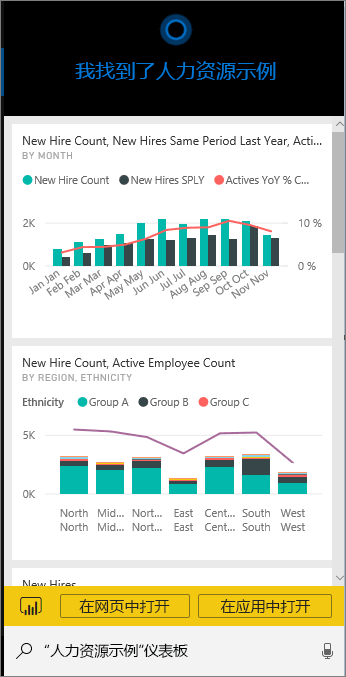 我找到了人力资源示例
New Hire Count, New Hires Same Period Last Year, Acti...
BY MONTH
New Hire Count New Hires SPLY Actives YoY % C...
2K 10 %
0K 0 %
Jan Jan Feb Feb Mar Mar Apr Apr May May Jun Jun Jul Jul Aug Aug Sep Sep Oct Oct Nov Nov
New Hire Count, Active Employee Count
BY REGION, ETHNICITY
Ethnicity Group A Group B Group C
5K
0K
North Mid... Nort... East Cent... South West
North Mid... Nort... East Cent... South West
New Hires
在网页中打开 在应用中打开
“人力资源示例”仪表板